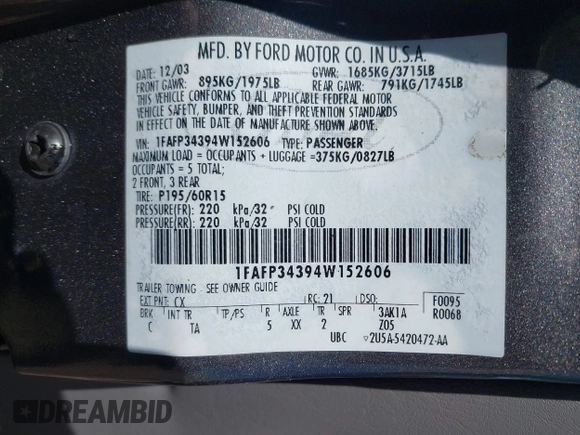 MFD. BY FORD MOTOR CO. IN U.S.A.
DATE: 12/03 GVWR: 1685KG/3715LB
FRONT GAWR: 895KG/1975LB REAR GAWR: 791KG/1745LB
THIS VEHICLE CONFORMS TO ALL APPLICABLE FEDERAL MOTOR
VEHICLE SAFETY, BUMPER, AND THEFT PREVENTION STANDARDS
IN EFFECT ON THE DATE OF MANUFACTURE SHOWN ABOVE.
VIN: 1FAFP34394W152606 TYPE: PASSENGER
MAXIMUM LOAD = OCCUPANTS + LUGGAGE =375KG/0827LB
OCCUPANTS = 5 TOTAL;
2 FRONT, 3 REAR
TIRE: P195/60R15
PRESSURE(FR): 220 kPa/32 PSI COLD
PRESSURE(RR): 220 kPa/32 PSI COLD
1FAFP34394W152606
TRAILER TOWING - SEE OWNER GUIDE
EXT PNT: CX RC: 21 DSO: F0095
BRK INT TR TP/PS R AXLE TR SPR 3AK1A R0068
C TA 5 XX 2 Z05
UBC 2U5A-5420472-AA
DREAMBID